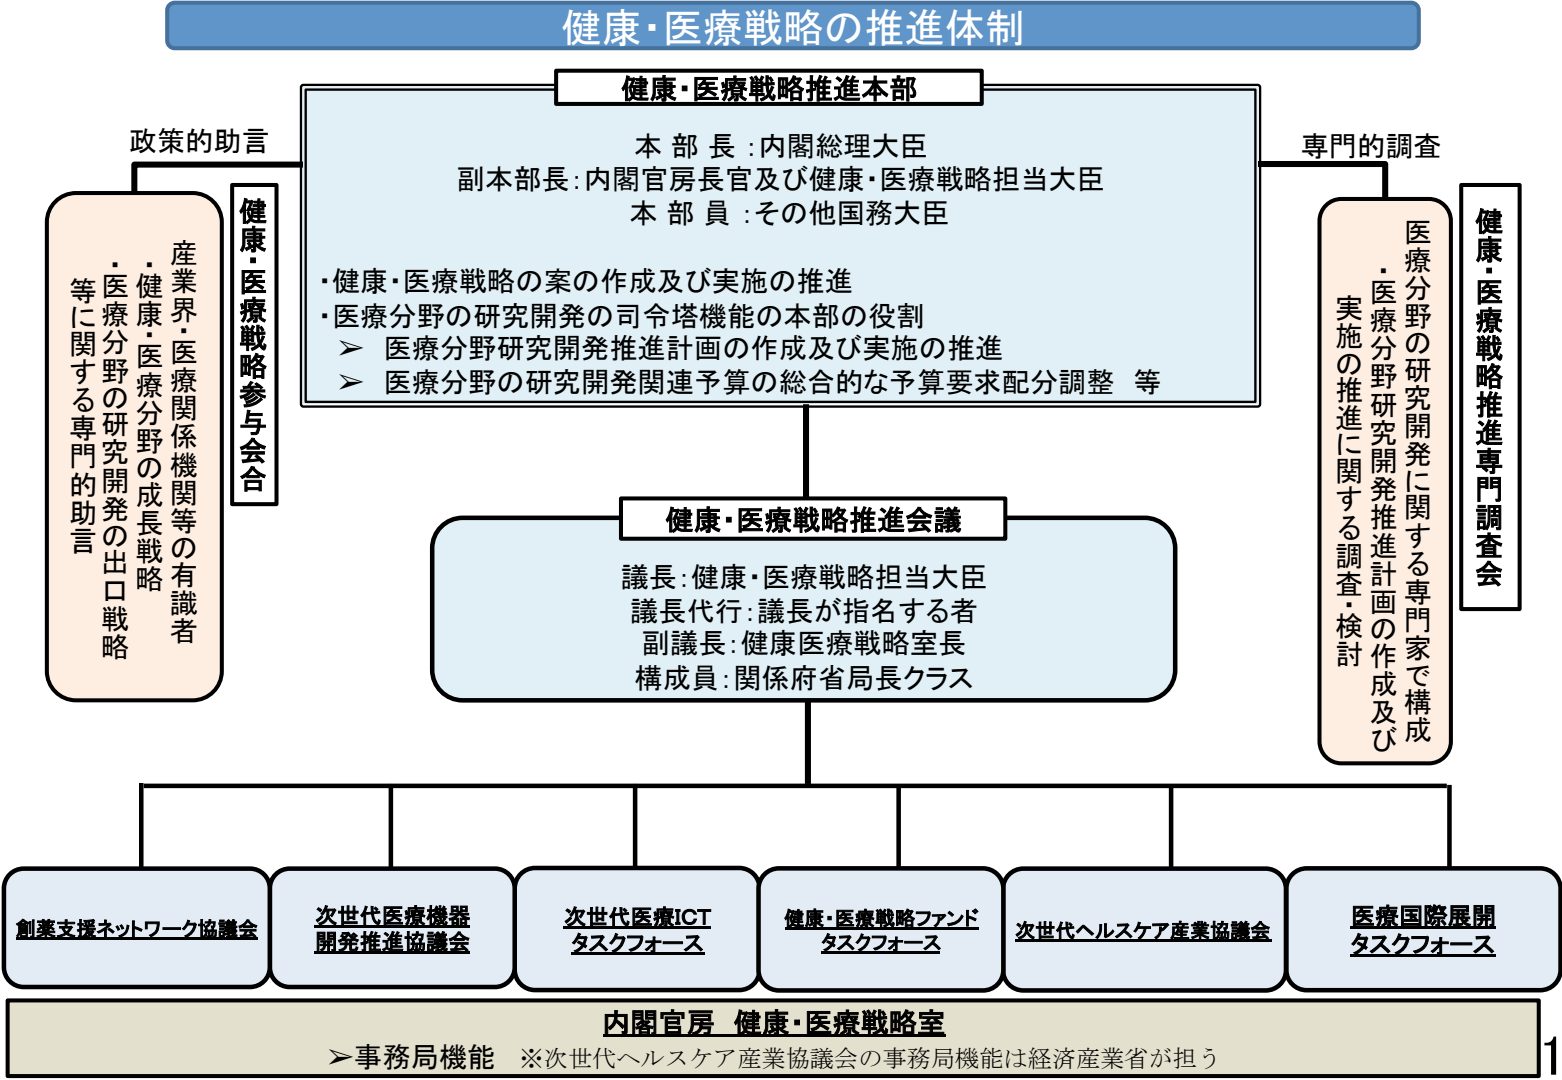 健康・医療戦略の推進体制
健康・医療戦略推進本部
本 部 長 ：内閣総理大臣
副本部長：内閣官房長官及び健康・医療戦略担当大臣
本 部 員 ：その他国務大臣
・健康・医療戦略の案の作成及び実施の推進
・医療分野の研究開発の司令塔機能の本部の役割
➢ 医療分野研究開発推進計画の作成及び実施の推進
➢ 医療分野の研究開発関連予算の総合的な予算要求配分調整　等
政策的助言
健康・医療戦略参与会合
産業界・医療関係機関等の有識者
・健康・医療分野の成長戦略
・医療分野の研究開発の出口戦略
等に関する専門的助言
専門的調査
健康・医療戦略推進専門調査会
医療分野の研究開発に関する専門家で構成
・医療分野研究開発推進計画の作成及び
実施の推進に関する調査・検討
健康・医療戦略推進会議
議長：健康・医療戦略担当大臣
議長代行：議長が指名する者
副議長：健康医療戦略室長
構成員：関係府省局長クラス
創薬支援ネットワーク協議会
次世代医療機器
開発推進協議会
次世代医療ICT
タスクフォース
健康・医療戦略ファンド
タスクフォース
次世代ヘルスケア産業協議会
医療国際展開
タスクフォース
内閣官房　健康・医療戦略室
➢事務局機能　※次世代ヘルスケア産業協議会の事務局機能は経済産業省が担う
1